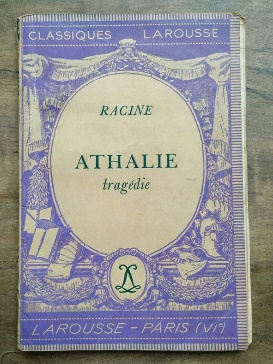 CLASSIQUES LAROUSSE
RACINE
ATHALIE
tragédie
LAROUSSE - PARIS (VIe)